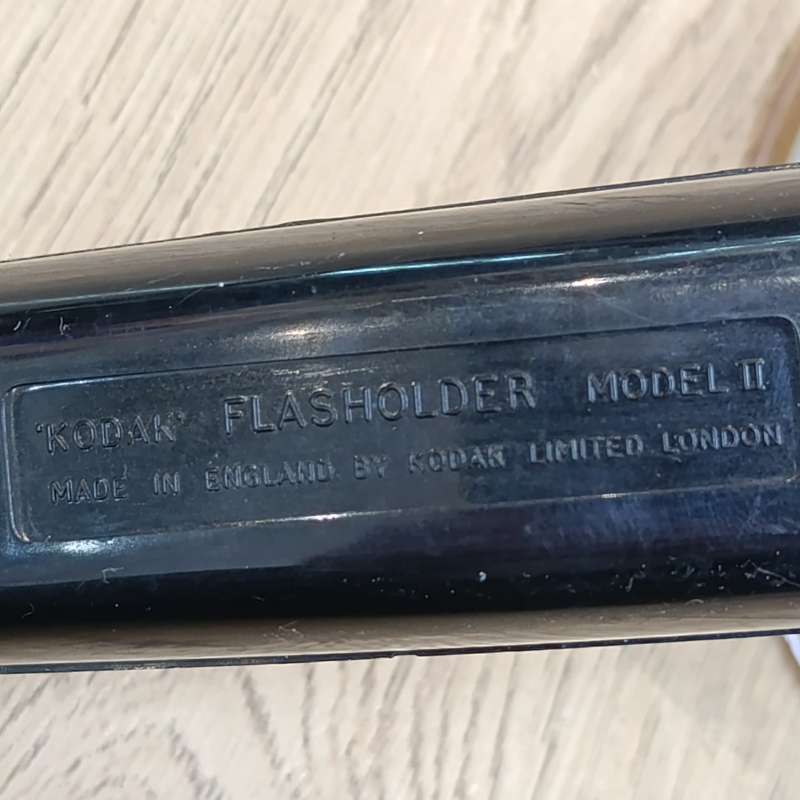 'KODAK' FLASHOLDER MODEL II
MADE IN ENGLAND BY KODAK LIMITED LONDON